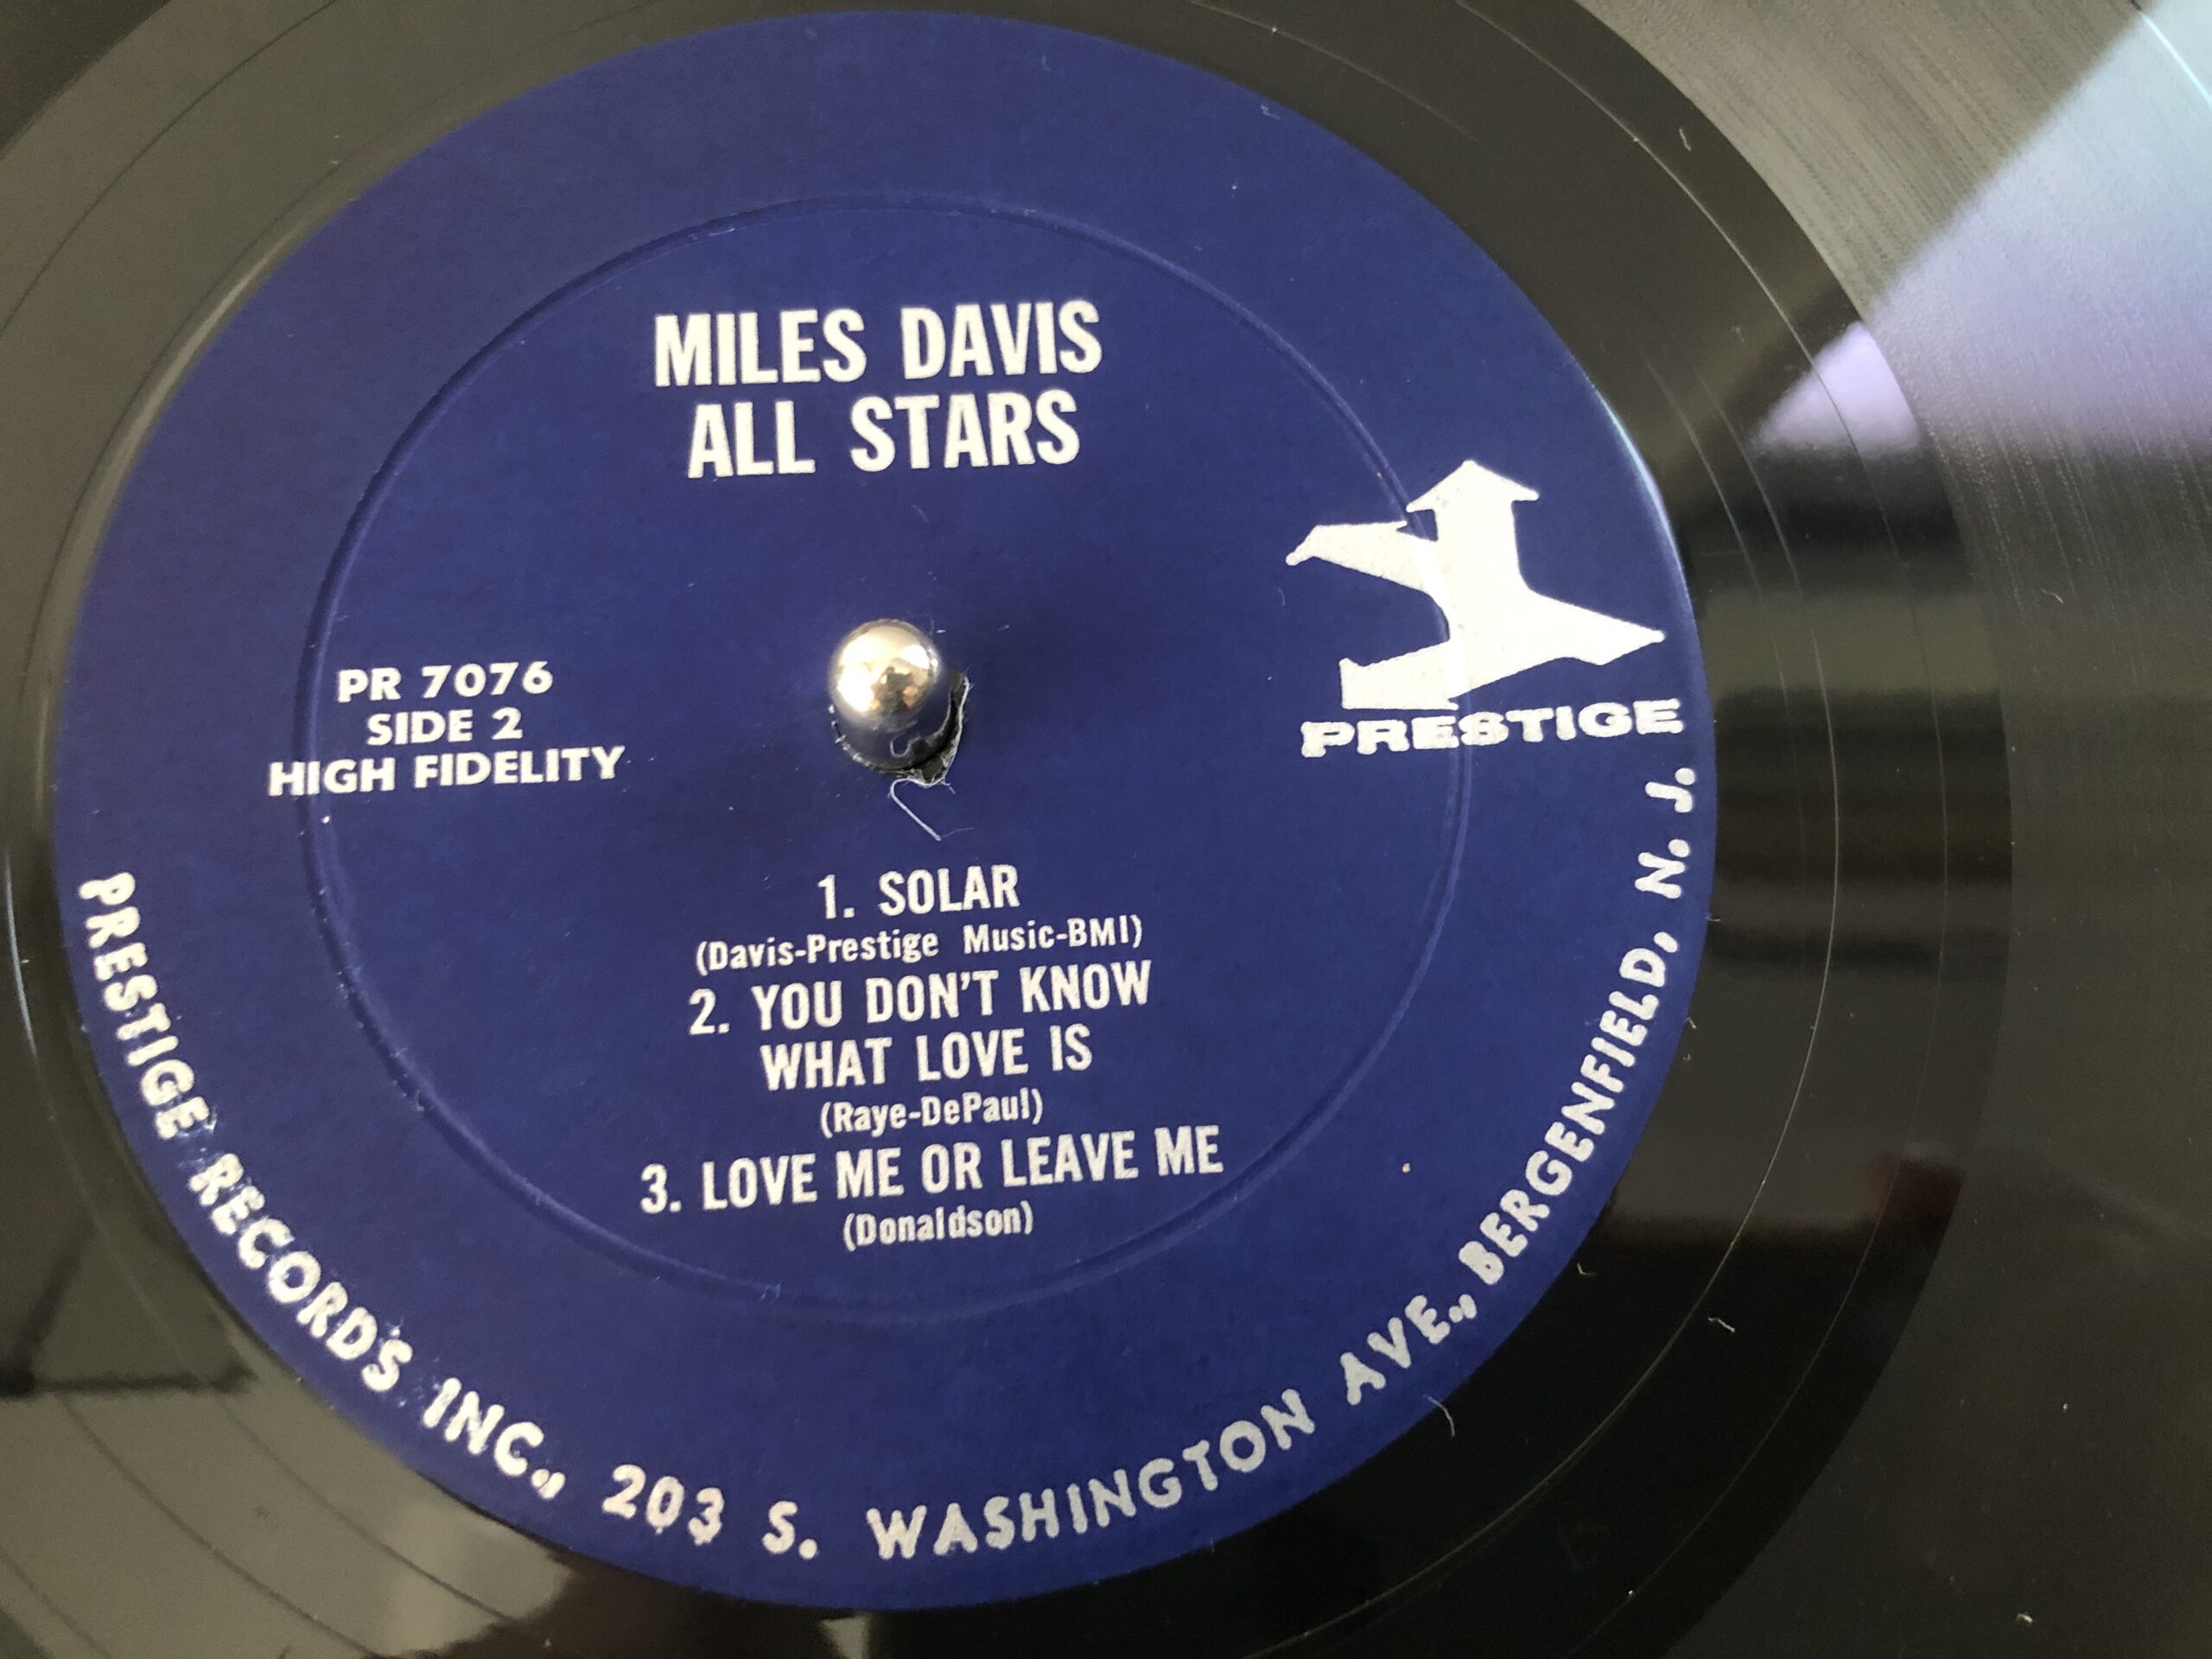 MILES DAVIS
ALL STARS
PR 7076
SIDE 2
HIGH FIDELITY
PRESTIGE
1. SOLAR
(Davis-Prestige Music-BMI)
2. YOU DON'T KNOW
WHAT LOVE IS
(Raye-DePaul)
3. LOVE ME OR LEAVE ME
(Donaldson)
PRESTIGE RECORDS INC., 203 S. WASHINGTON AVE., BERGENFIELD, N. J.